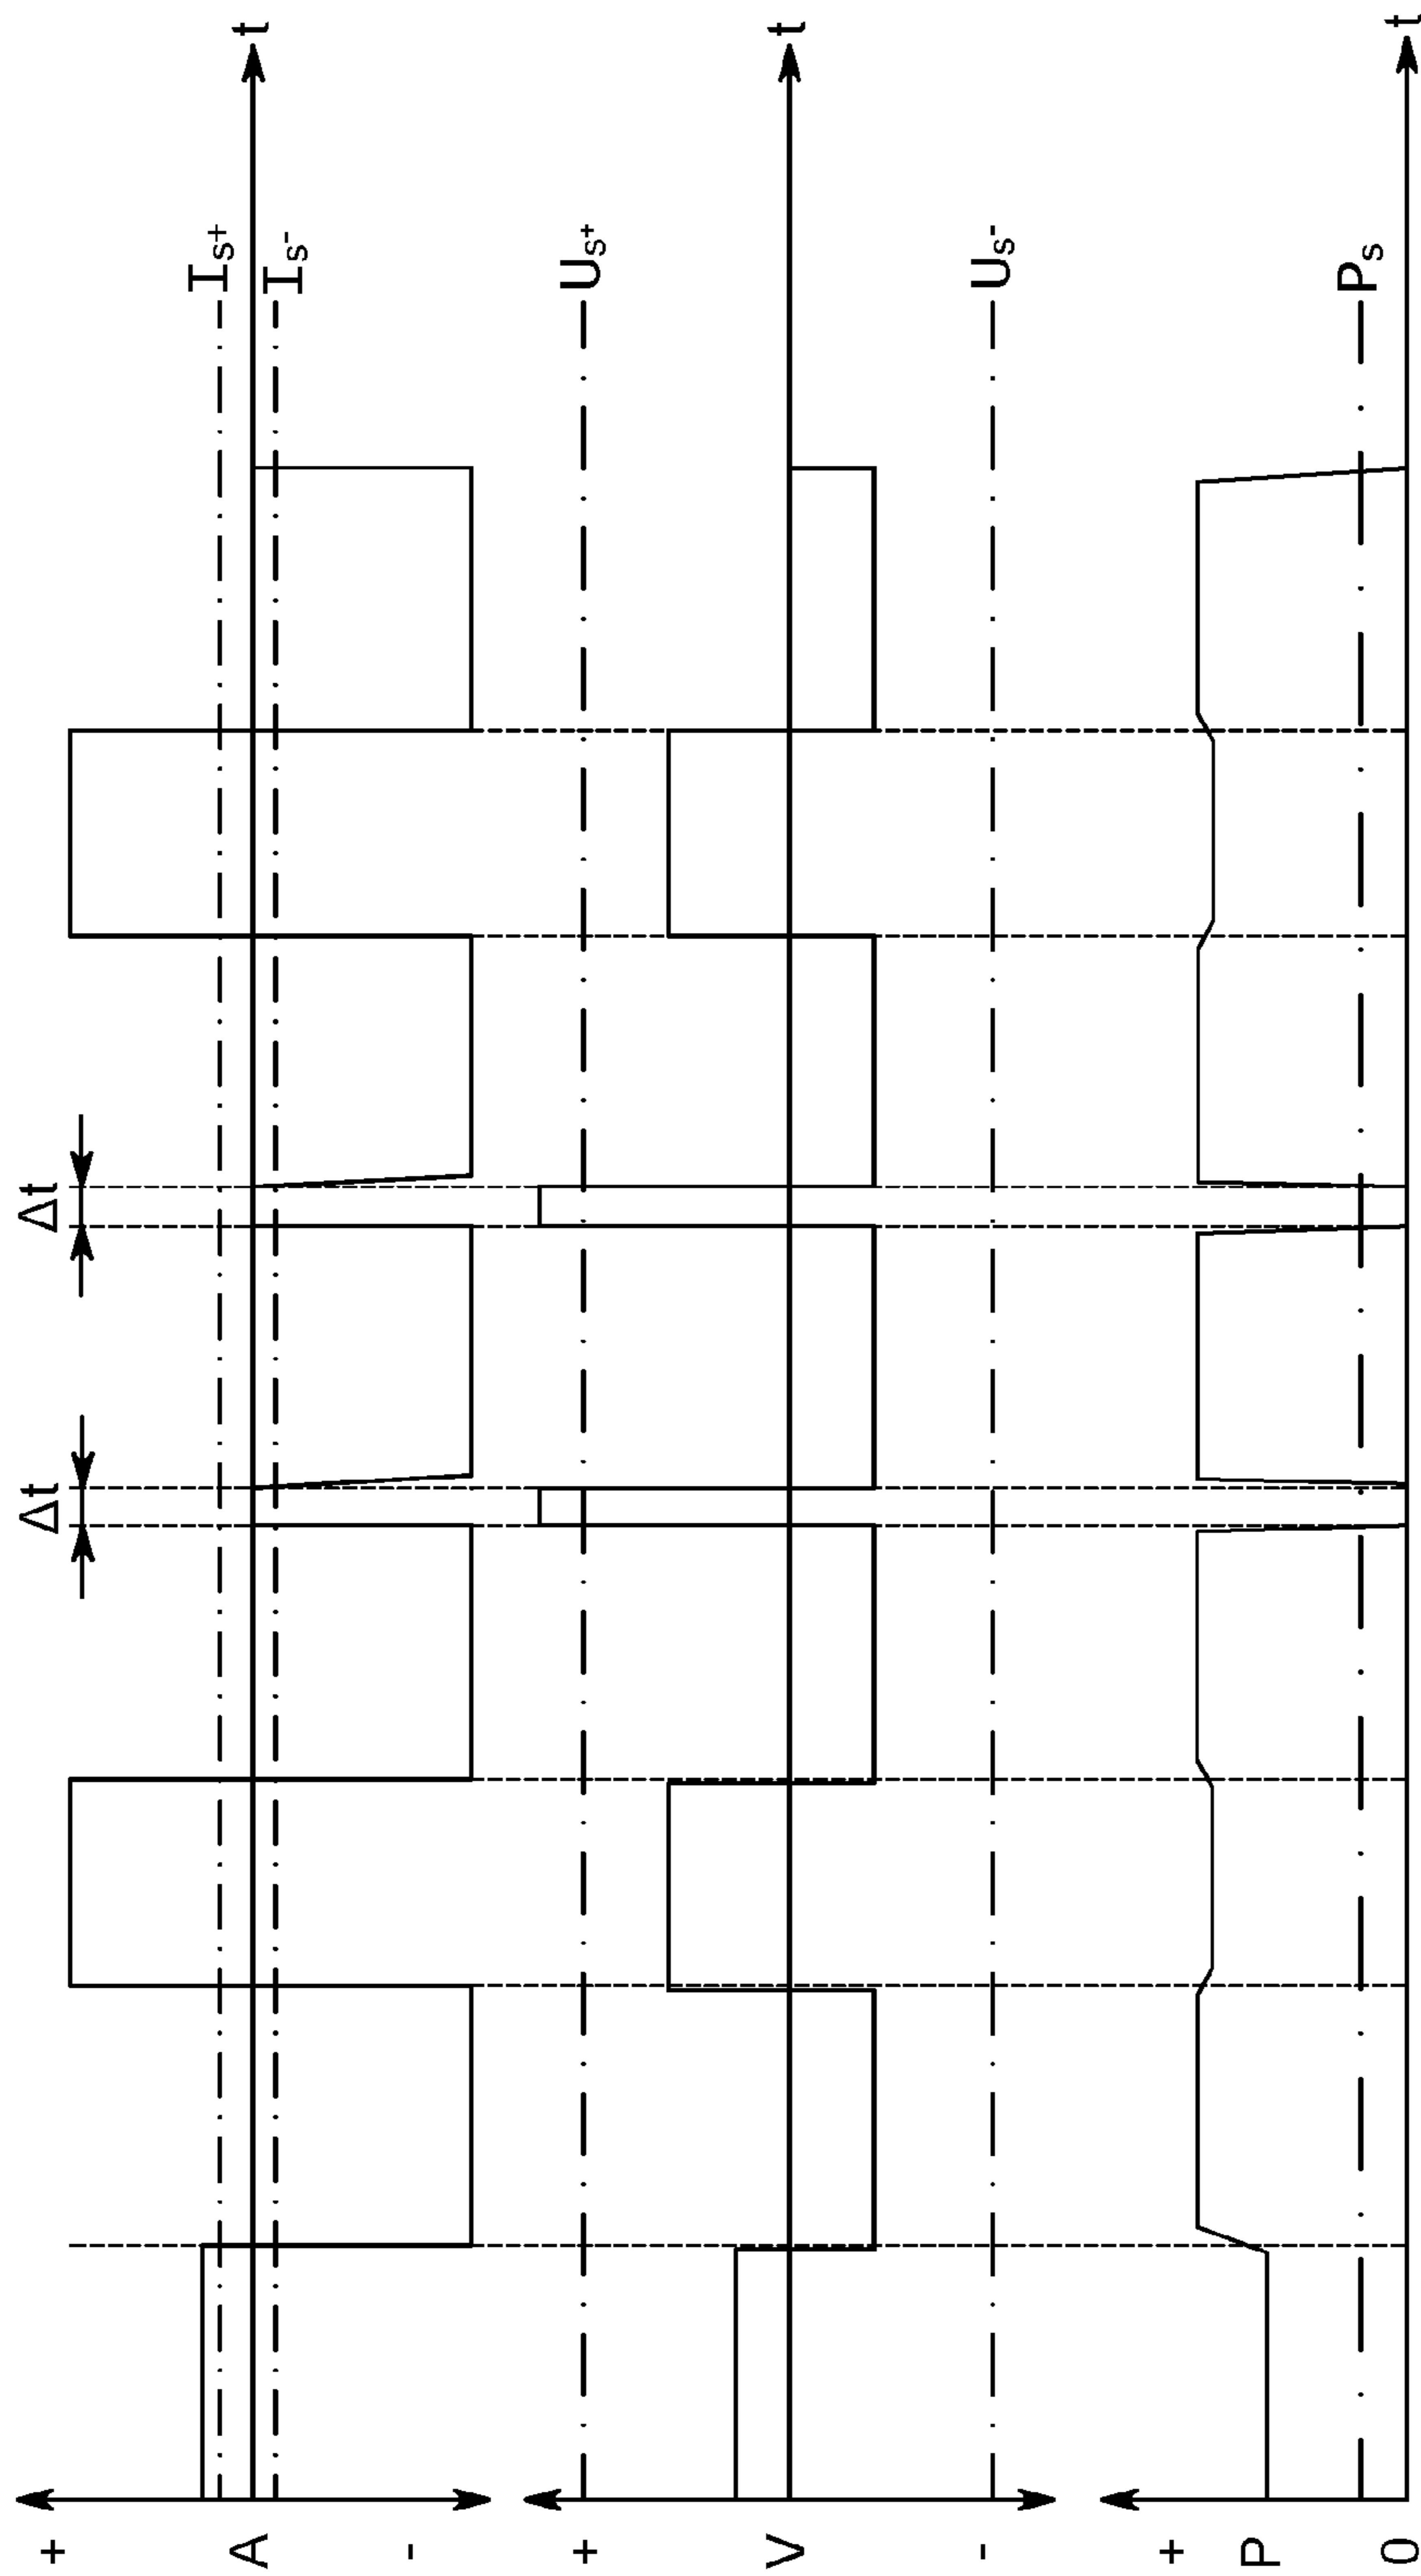 Δt
Δt
+
A
-
t
Is+
Is-
+
V
-
t
Us+
Us-
+
P
0
t
Ps